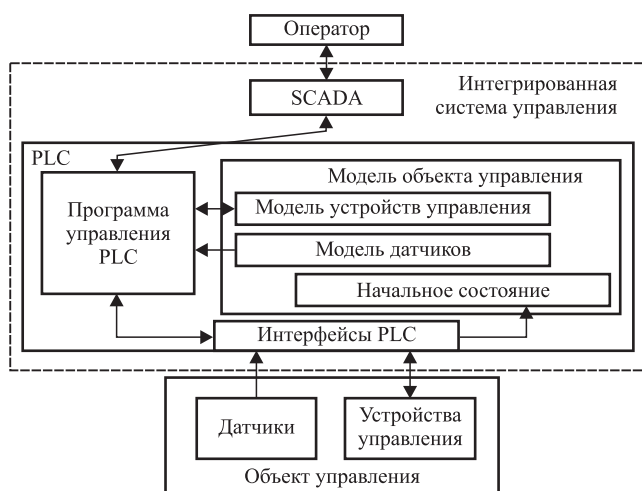 Оператор
Интегрированная
система управления
SCADA
PLC
Модель объекта управления
Программа
управления
PLC
Модель устройств управления
Модель датчиков
Начальное состояние
Интерфейсы PLC
Датчики
Устройства
управления
Объект управления